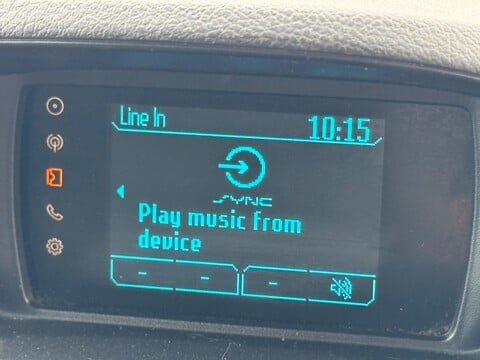 Line In
10:15
SYNC
Play music from
device